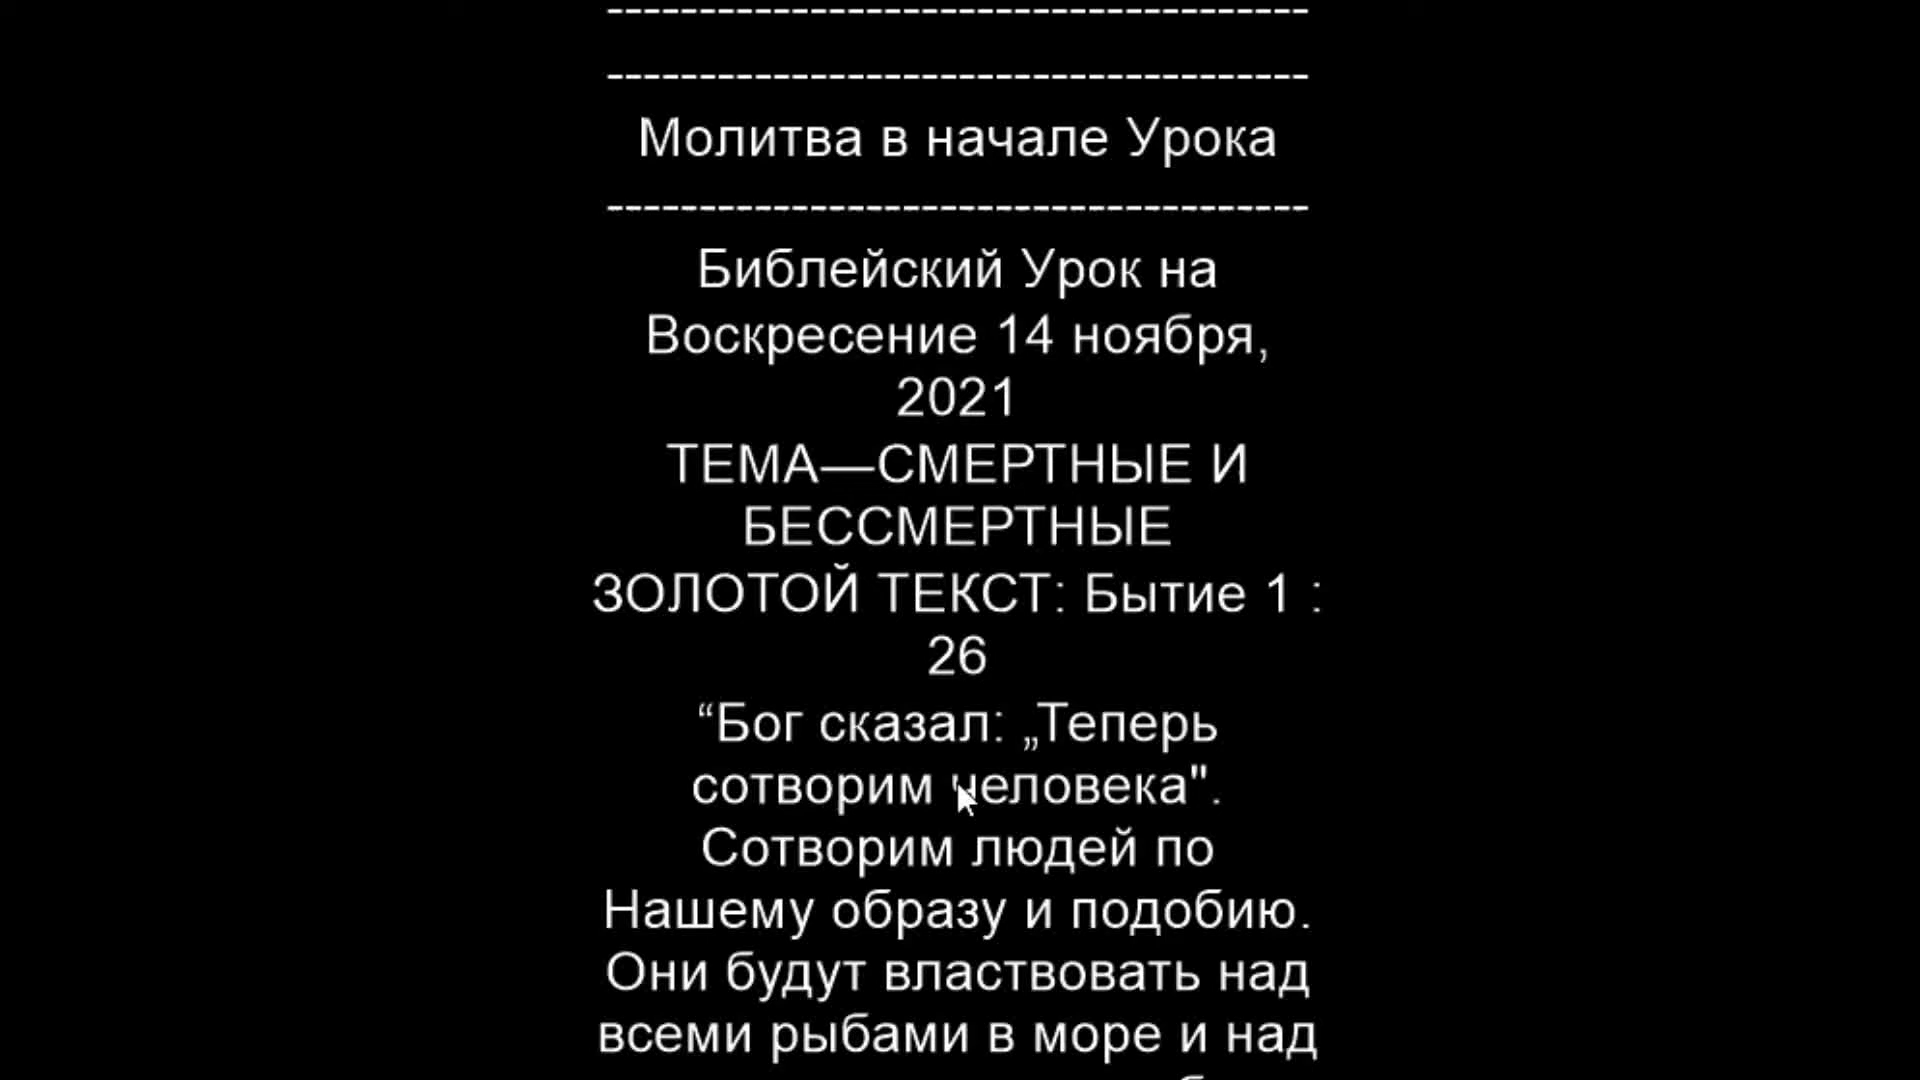 ---------------------------------------
---------------------------------------
Молитва в начале Урока
---------------------------------------
Библейский Урок на
Воскресение 14 ноября,
2021
ТЕМА—СМЕРТНЫЕ И
БЕССМЕРТНЫЕ
ЗОЛОТОЙ ТЕКСТ: Бытие 1 :
26
“Бог сказал: „Теперь
сотворим человека".
Сотворим людей по
Нашему образу и подобию.
Они будут властвовать над
всеми рыбами в море и над